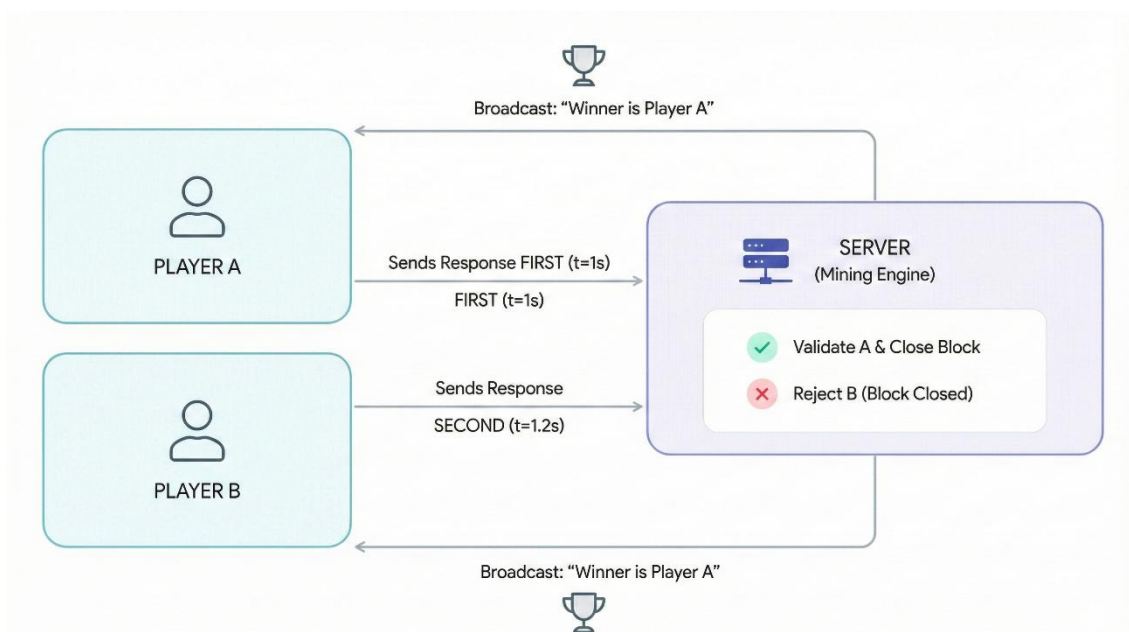 Broadcast: “Winner is Player A”
PLAYER A
Sends Response FIRST (t=1s)
FIRST (t=1s)
SERVER
(Mining Engine)
Validate A & Close Block
Reject B (Block Closed)
Sends Response
SECOND (t=1.2s)
PLAYER B
Broadcast: “Winner is Player A”